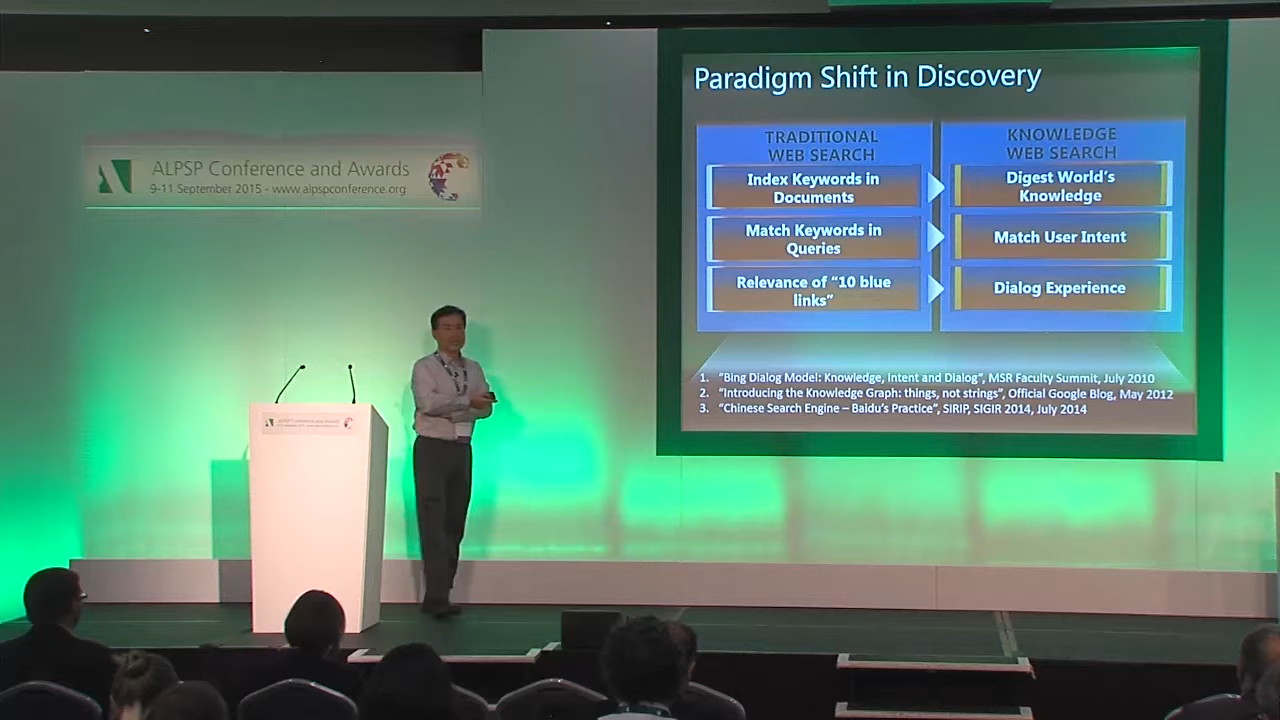 ALPSP Conference and Awards
9-11 September 2015 - www.alpspconference.org
ALPSP Conference and Awards
Paradigm Shift in Discovery
TRADITIONAL
WEB SEARCH
Index Keywords in
Documents
Match Keywords in
Queries
Relevance of “10 blue
links”
KNOWLEDGE
WEB SEARCH
Digest World’s
Knowledge
Match User Intent
Dialog Experience
1. “Bing Dialog Model: Knowledge, Intent and Dialog”, MSR Faculty Summit, July 2010
2. “Introducing the Knowledge Graph: things, not strings”, Official Google Blog, May 2012
3. “Chinese Search Engine – Baidu’s Practice”, SIRIP, SIGIR 2014, July 2014